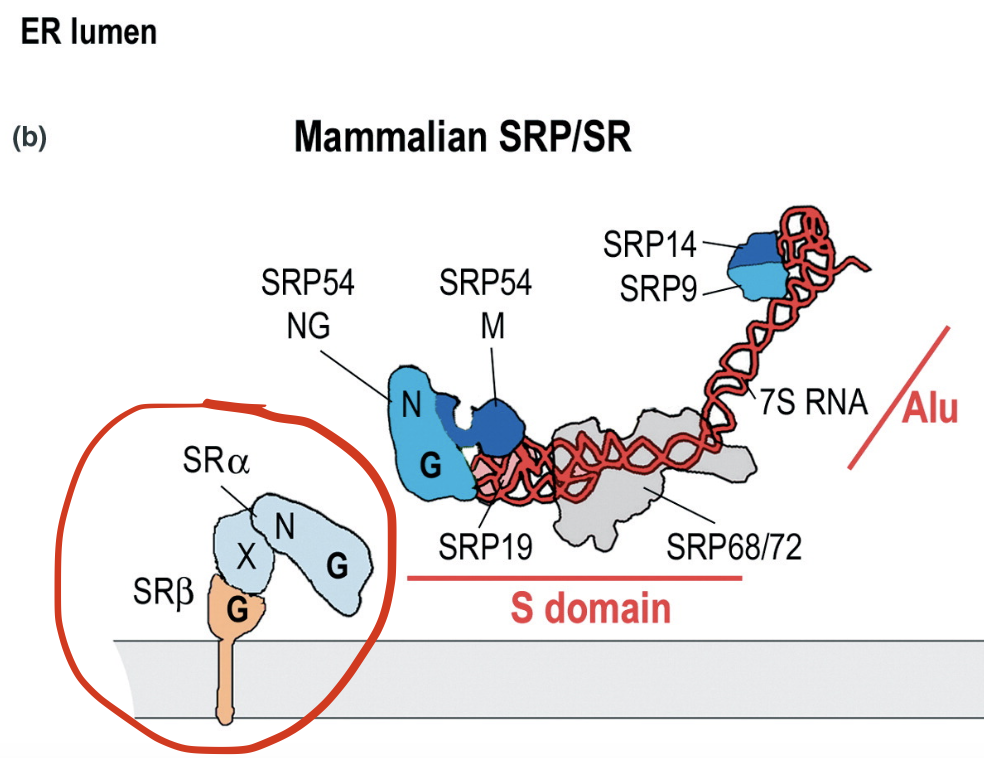 ER lumen
(b)
Mammalian SRP/SR
SRP14
SRP9
SRP54
NG
SRP54
M
N
G
7S RNA
Alu
SRα
N
X
G
SRβ
G
SRP19
SRP68/72
S domain